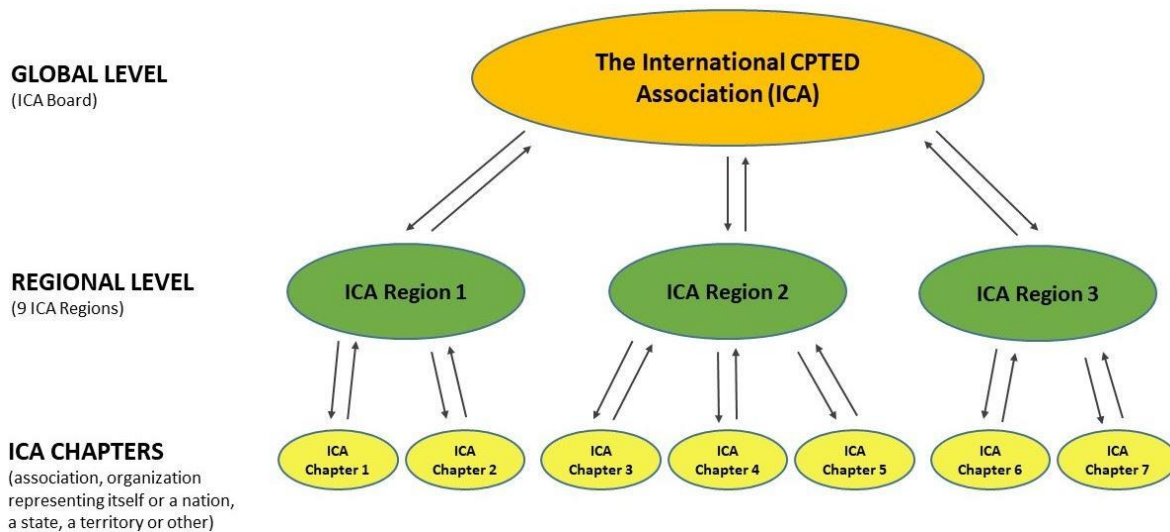 The International CPTED
Association (ICA)
GLOBAL LEVEL
(ICA Board)
REGIONAL LEVEL
(9 ICA Regions)
ICA Region 1
ICA Region 2
ICA Region 3
ICA CHAPTERS
(association, organization
representing itself or a nation,
a state, a territory or other)
ICA
Chapter 1
ICA
Chapter 2
ICA
Chapter 3
ICA
Chapter 4
ICA
Chapter 5
ICA
Chapter 6
ICA
Chapter 7